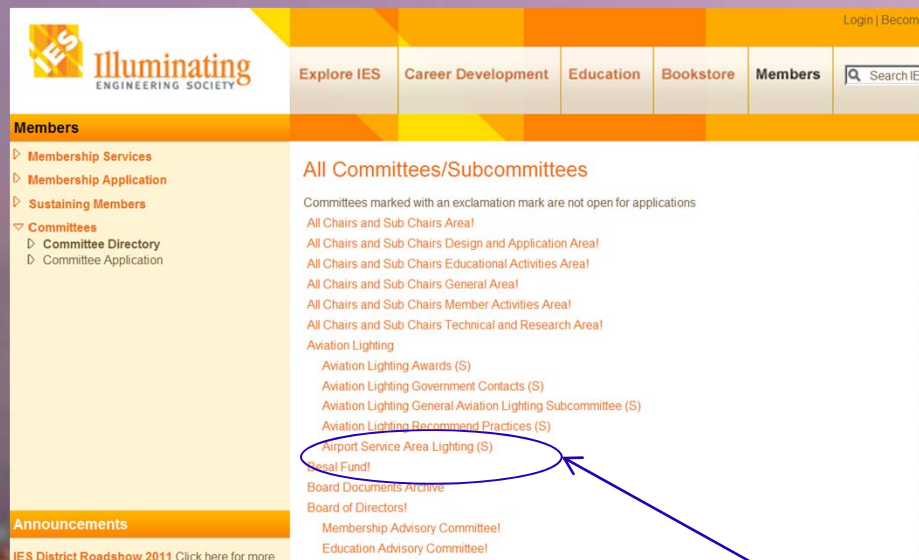 Login | Becom
IES
Illuminating
ENGINEERING SOCIETY
Explore IES
Career Development
Education
Bookstore
Members
Search IE
Members
Membership Services
Membership Application
Sustaining Members
Committees
Committee Directory
Committee Application
All Committees/Subcommittees
Committees marked with an exclamation mark are not open for applications
All Chairs and Sub Chairs Area!
All Chairs and Sub Chairs Design and Application Area!
All Chairs and Sub Chairs Educational Activities Area!
All Chairs and Sub Chairs General Area!
All Chairs and Sub Chairs Member Activities Area!
All Chairs and Sub Chairs Technical and Research Area!
Aviation Lighting
Aviation Lighting Awards (S)
Aviation Lighting Government Contacts (S)
Aviation Lighting General Aviation Lighting Subcommittee (S)
Aviation Lighting Recommend Practices (S)
Airport Service Area Lighting (S)
Besal Fund!
Board Documents Archive
Board of Directors!
Membership Advisory Committee!
Education Advisory Committee!
Announcements
IES District Roadshow 2011 Click here for more